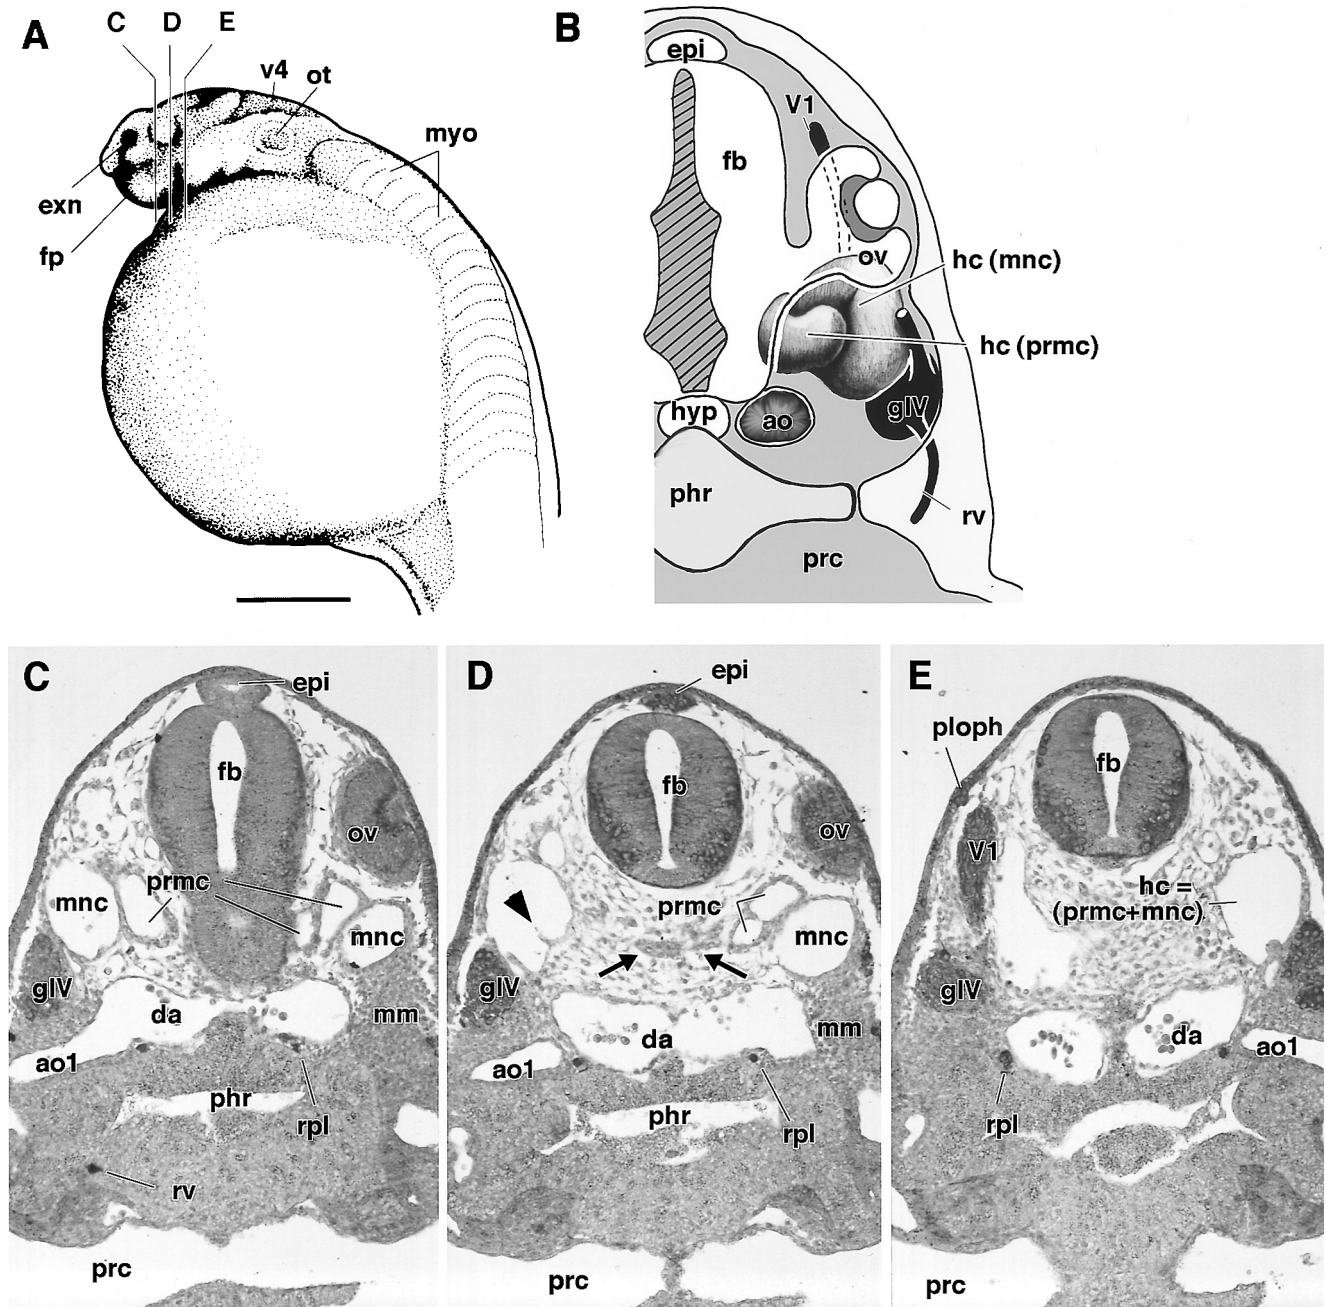 A
C D E
v4
ot
myo
exn
fp
B
epi
V1
fb
ov
hc (mnc)
hc (prmc)
glV
hyp
ao
phr
rv
prc
C
epi
fb
ov
prmc
mnc
mnc
glV
da
mm
ao1
phr
rpl
rv
prc
D
epi
fb
ov
prmc
mnc
glV
da
mm
ao1
phr
rpl
prc
E
ploph
fb
V1
hc =
(prmc+mnc)
glV
da
ao1
rpl
prc